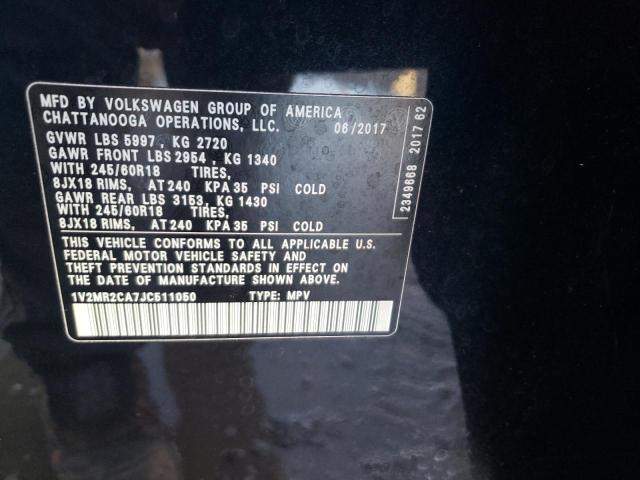 MFD BY VOLKSWAGEN GROUP OF AMERICA
CHATTANOOGA OPERATIONS, LLC. 06/2017
GVWR LBS 5997 , KG 2720
GAWR FRONT LBS 2954 , KG 1340
WITH 245/60R18 TIRES,
8JX18 RIMS, AT 240 KPA 35 PSI COLD
GAWR REAR LBS 3153, KG 1430
WITH 245/60R18 TIRES,
8JX18 RIMS, AT 240 KPA 35 PSI COLD
THIS VEHICLE CONFORMS TO ALL APPLICABLE U.S.
FEDERAL MOTOR VEHICLE SAFETY AND
THEFT PREVENTION STANDARDS IN EFFECT ON
THE DATE OF MANUFACTURE SHOWN ABOVE.
1V2MR2CA7JC511050 TYPE: MPV
2349668 2017 62